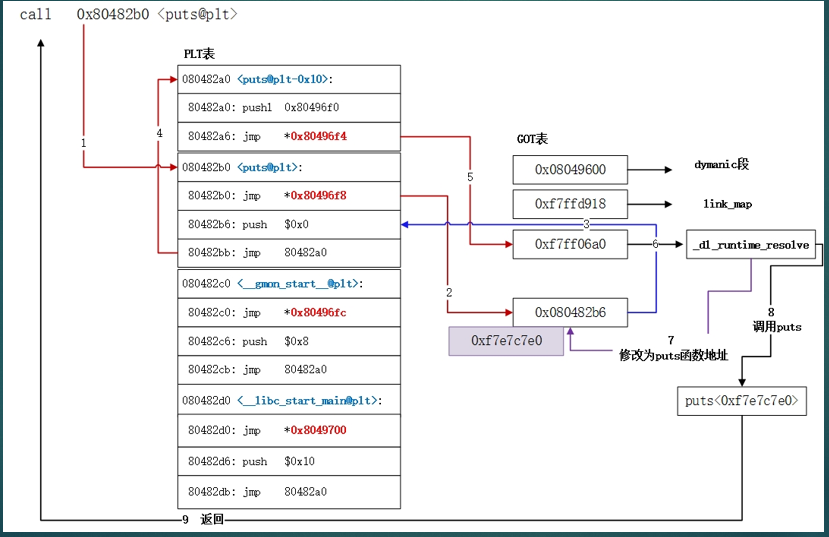 call 0x80482b0 <puts@plt>
PLT表
080482a0 <puts@plt-0x10>:
80482a0: pushl 0x80496f0
80482a6: jmp *0x80496f4
080482b0 <puts@plt>:
80482b0: jmp *0x80496f8
80482b6: push $0x0
80482bb: jmp 80482a0
080482c0 <__gmon_start__@plt>:
80482c0: jmp *0x80496fc
80482c6: push $0x8
80482cb: jmp 80482a0
080482d0 <__libc_start_main@plt>:
80482d0: jmp *0x8049700
80482d6: push $0x10
80482db: jmp 80482a0
1
4
5
2
GOT表
0x08049600
dymanic段
0xf7ffd918
link_map
3
0xf7ff06a0
6
_dl_runtime_resolve
0x080482b6
0xf7e7c7e0
7
修改为puts函数地址
8
调用puts
puts<0xf7e7c7e0>
9 返回